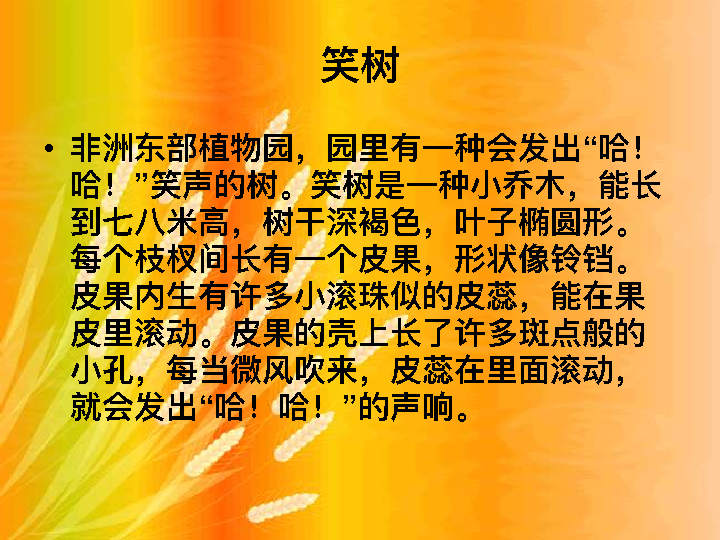 笑树
• 非洲东部植物园，园里有一种会发出“哈！
哈！”笑声的树。笑树是一种小乔木，能长
到七八米高，树干深褐色，叶子椭圆形。
每个枝杈间长有一个皮果，形状像铃铛。
皮果内生有许多小滚珠似的皮蕊，能在果
皮里滚动。皮果的壳上长了许多斑点般的
小孔，每当微风吹来，皮蕊在里面滚动，
就会发出“哈！哈！”的声响。